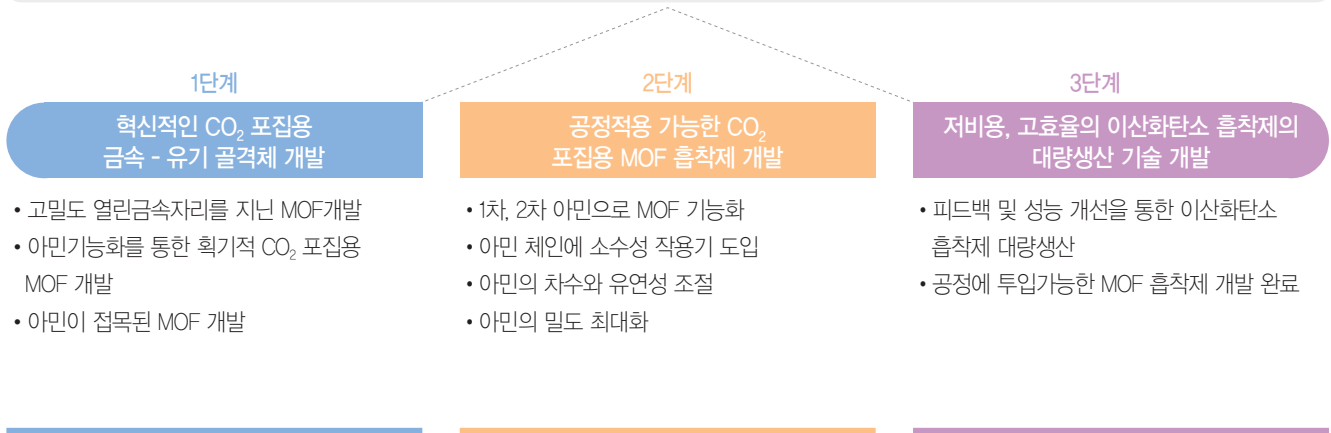 1단계
혁신적인 CO₂ 포집용
금속 - 유기 골격체 개발
• 고밀도 열린금속자리를 지닌 MOF개발
• 아민기능화를 통한 획기적 CO₂ 포집용
MOF 개발
• 아민이 접목된 MOF 개발
2단계
공정적용 가능한 CO₂
포집용 MOF 흡착제 개발
• 1차, 2차 아민으로 MOF 기능화
• 아민 체인에 소수성 작용기 도입
• 아민의 차수와 유연성 조절
• 아민의 밀도 최대화
3단계
저비용, 고효율의 이산화탄소 흡착제의
대량생산 기술 개발
• 피드백 및 성능 개선을 통한 이산화탄소
흡착제 대량생산
• 공정에 투입가능한 MOF 흡착제 개발 완료